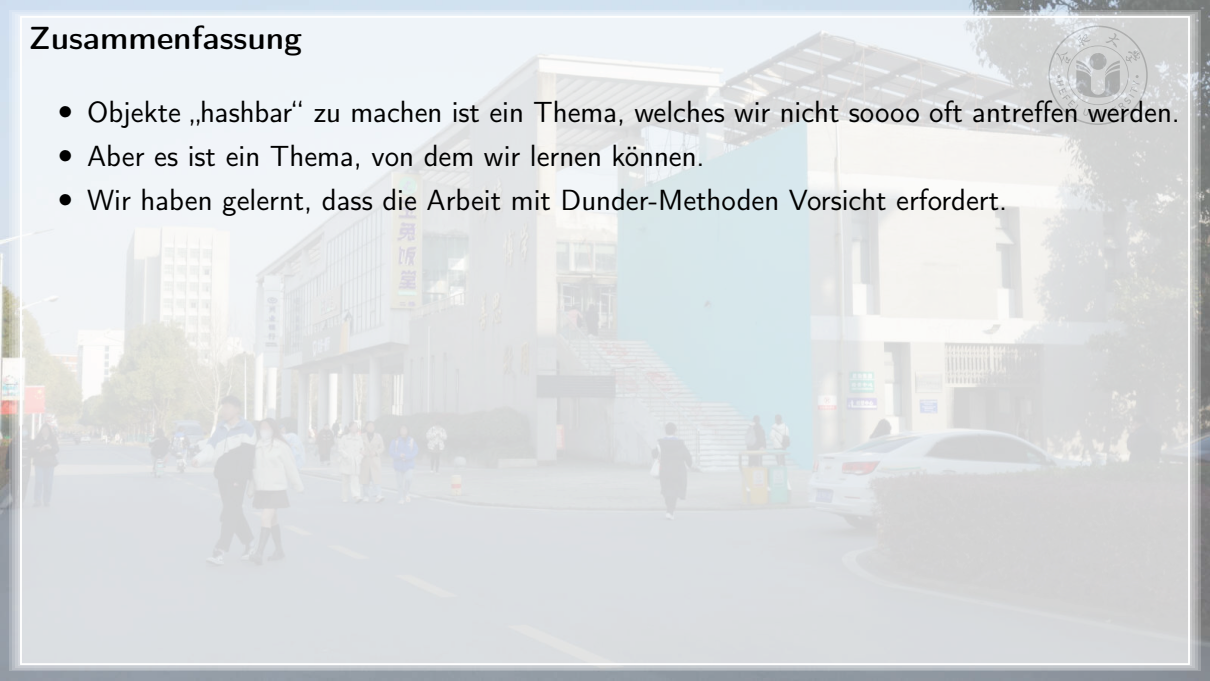 Zusammenfassung
• Objekte „hashbar“ zu machen ist ein Thema, welches wir nicht soooo oft antreffen werden.
• Aber es ist ein Thema, von dem wir lernen können.
• Wir haben gelernt, dass die Arbeit mit Dunder-Methoden Vorsicht erfordert.